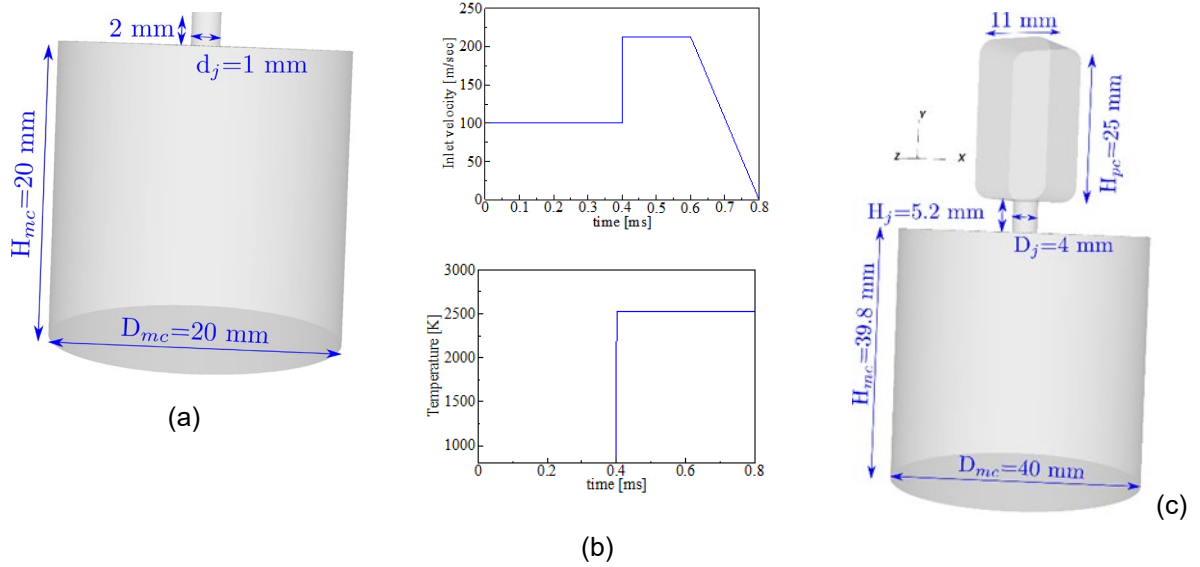 2 mm
d_j=1 mm
H_mc=20 mm
D_mc=20 mm
(a)
250
200
150
100
50
0
Inlet velocity [m/sec]
0 0.1 0.2 0.3 0.4 0.5 0.6 0.7 0.8
time [ms]
3000
2500
2000
1500
1000
Temperature [K]
0 0.2 0.4 0.6 0.8
time [ms]
(b)
11 mm
Y
Z X
H_pc=25 mm
H_j=5.2 mm
D_j=4 mm
H_mc=39.8 mm
D_mc=40 mm
(c)